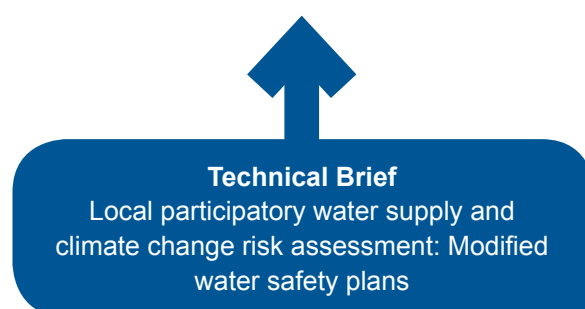 Technical Brief
Local participatory water supply and
climate change risk assessment: Modified
water safety plans